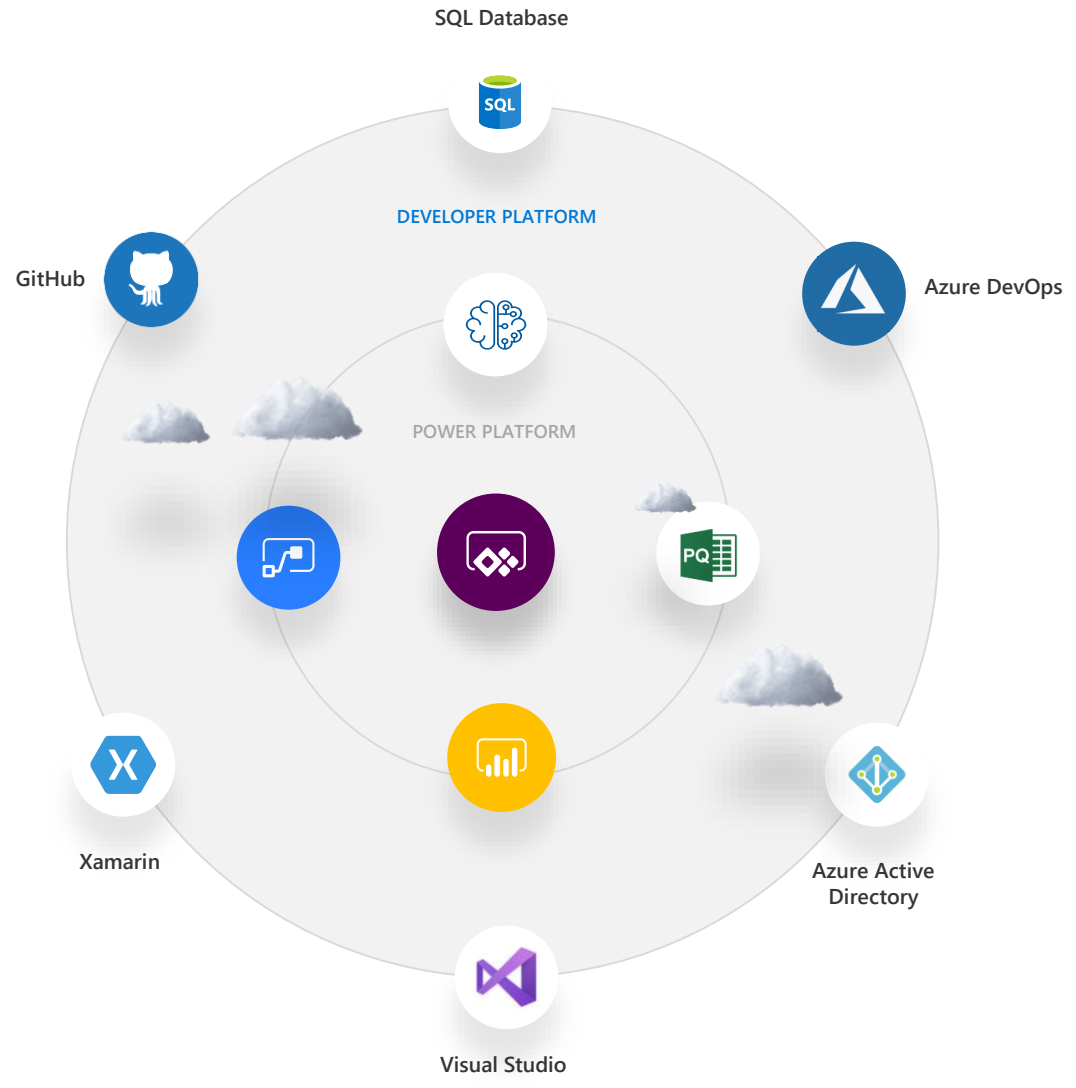 SQL Database
SQL
DEVELOPER PLATFORM
GitHub
Azure DevOps
POWER PLATFORM
PQ
X
Xamarin
Azure Active
Directory
Visual Studio